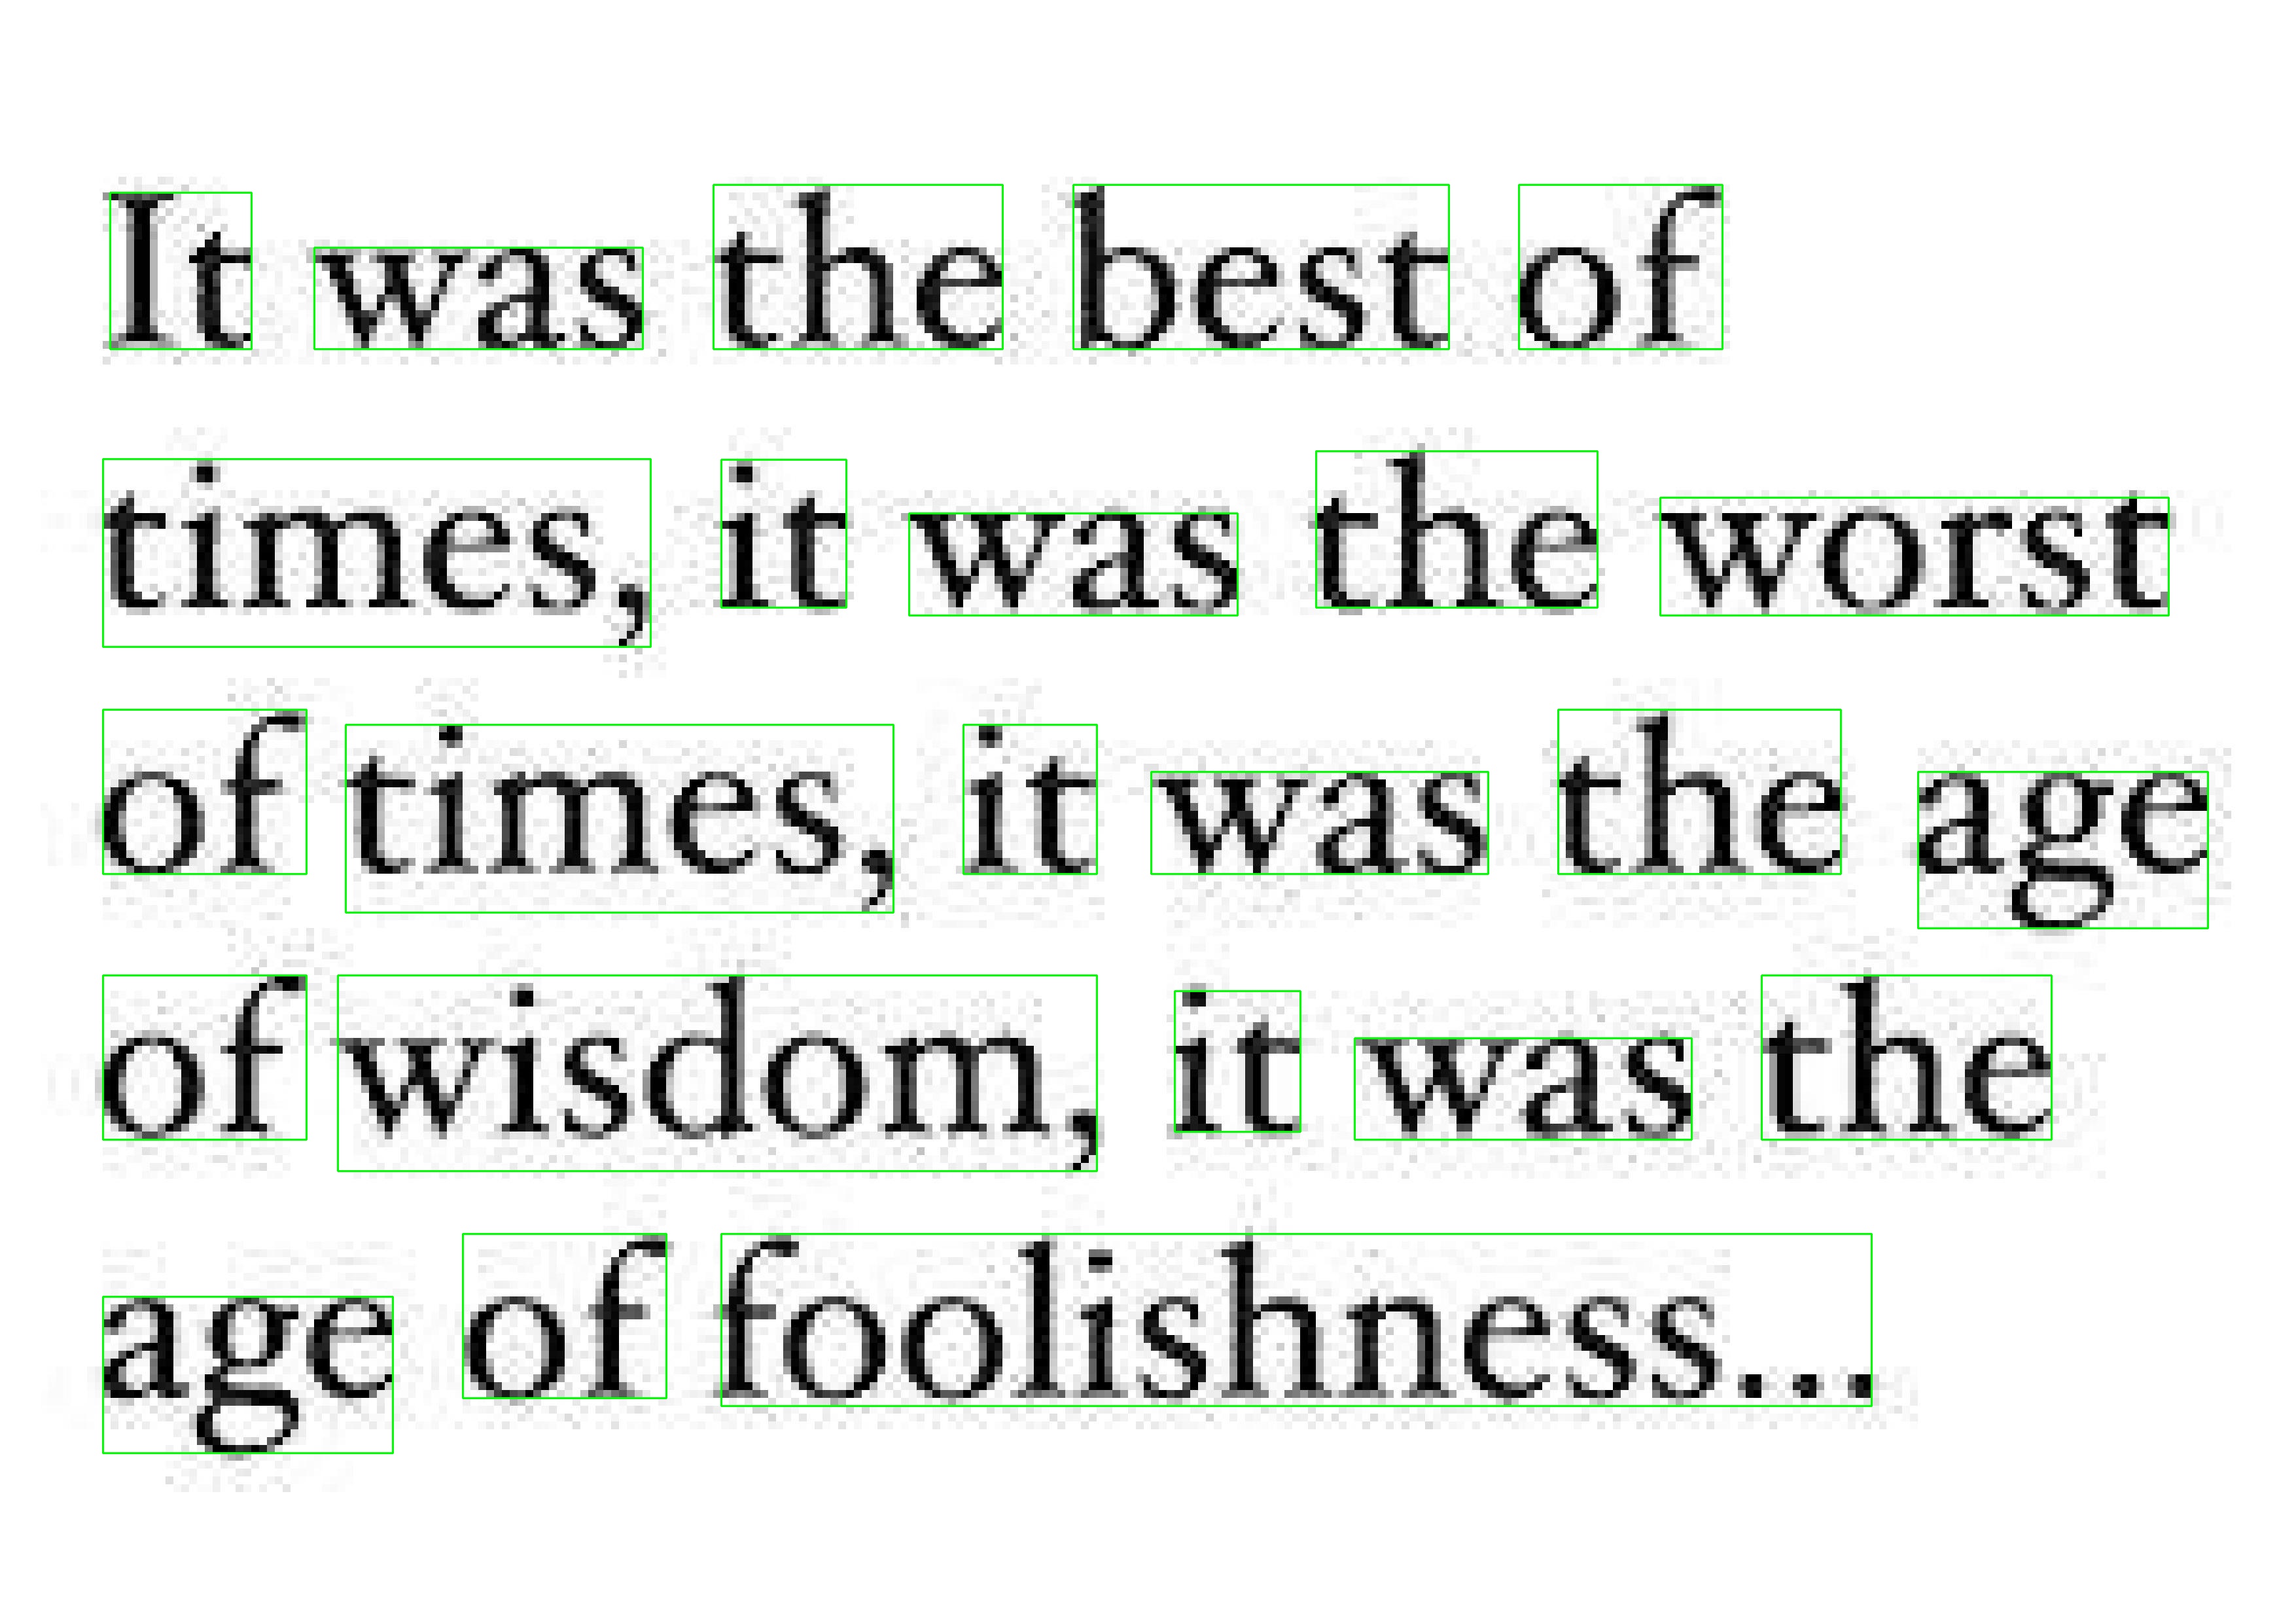 It was the best of
times, it was the worst
of times, it was the age
of wisdom, it was the
age of foolishness...